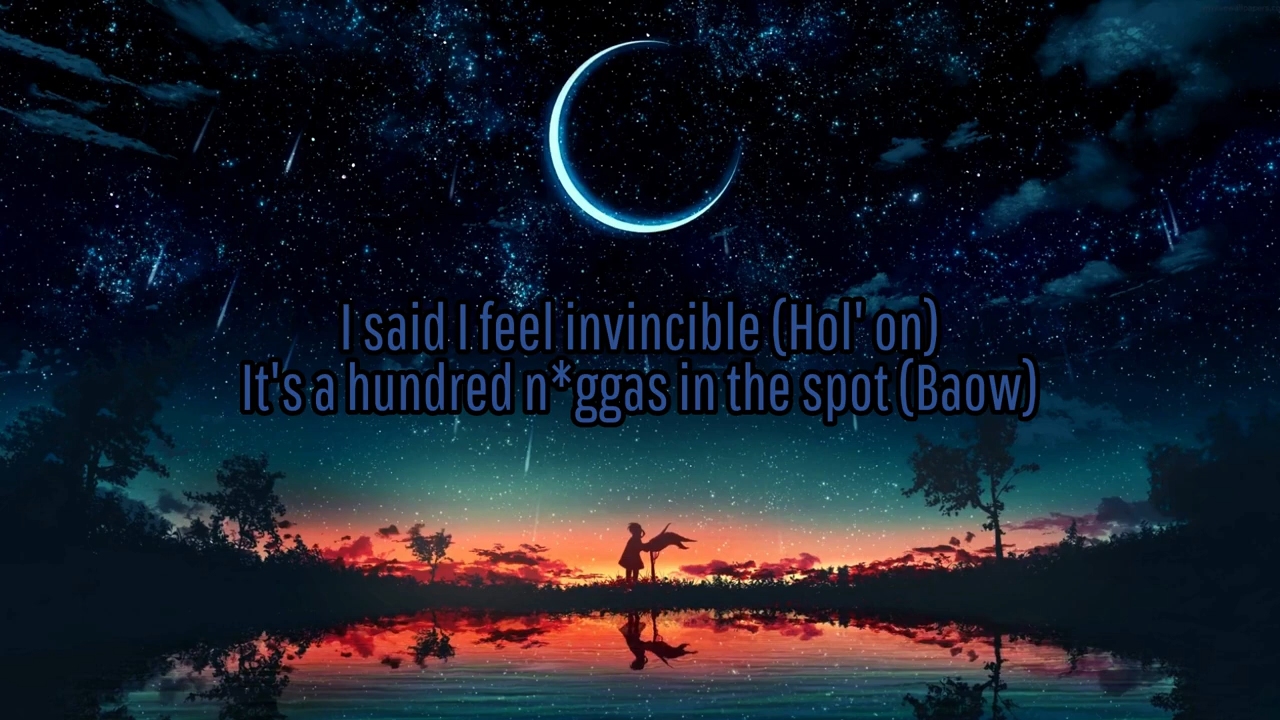 I said I feel invincible (Hol' on)
It's a hundred n*ggas in the spot (Baow)